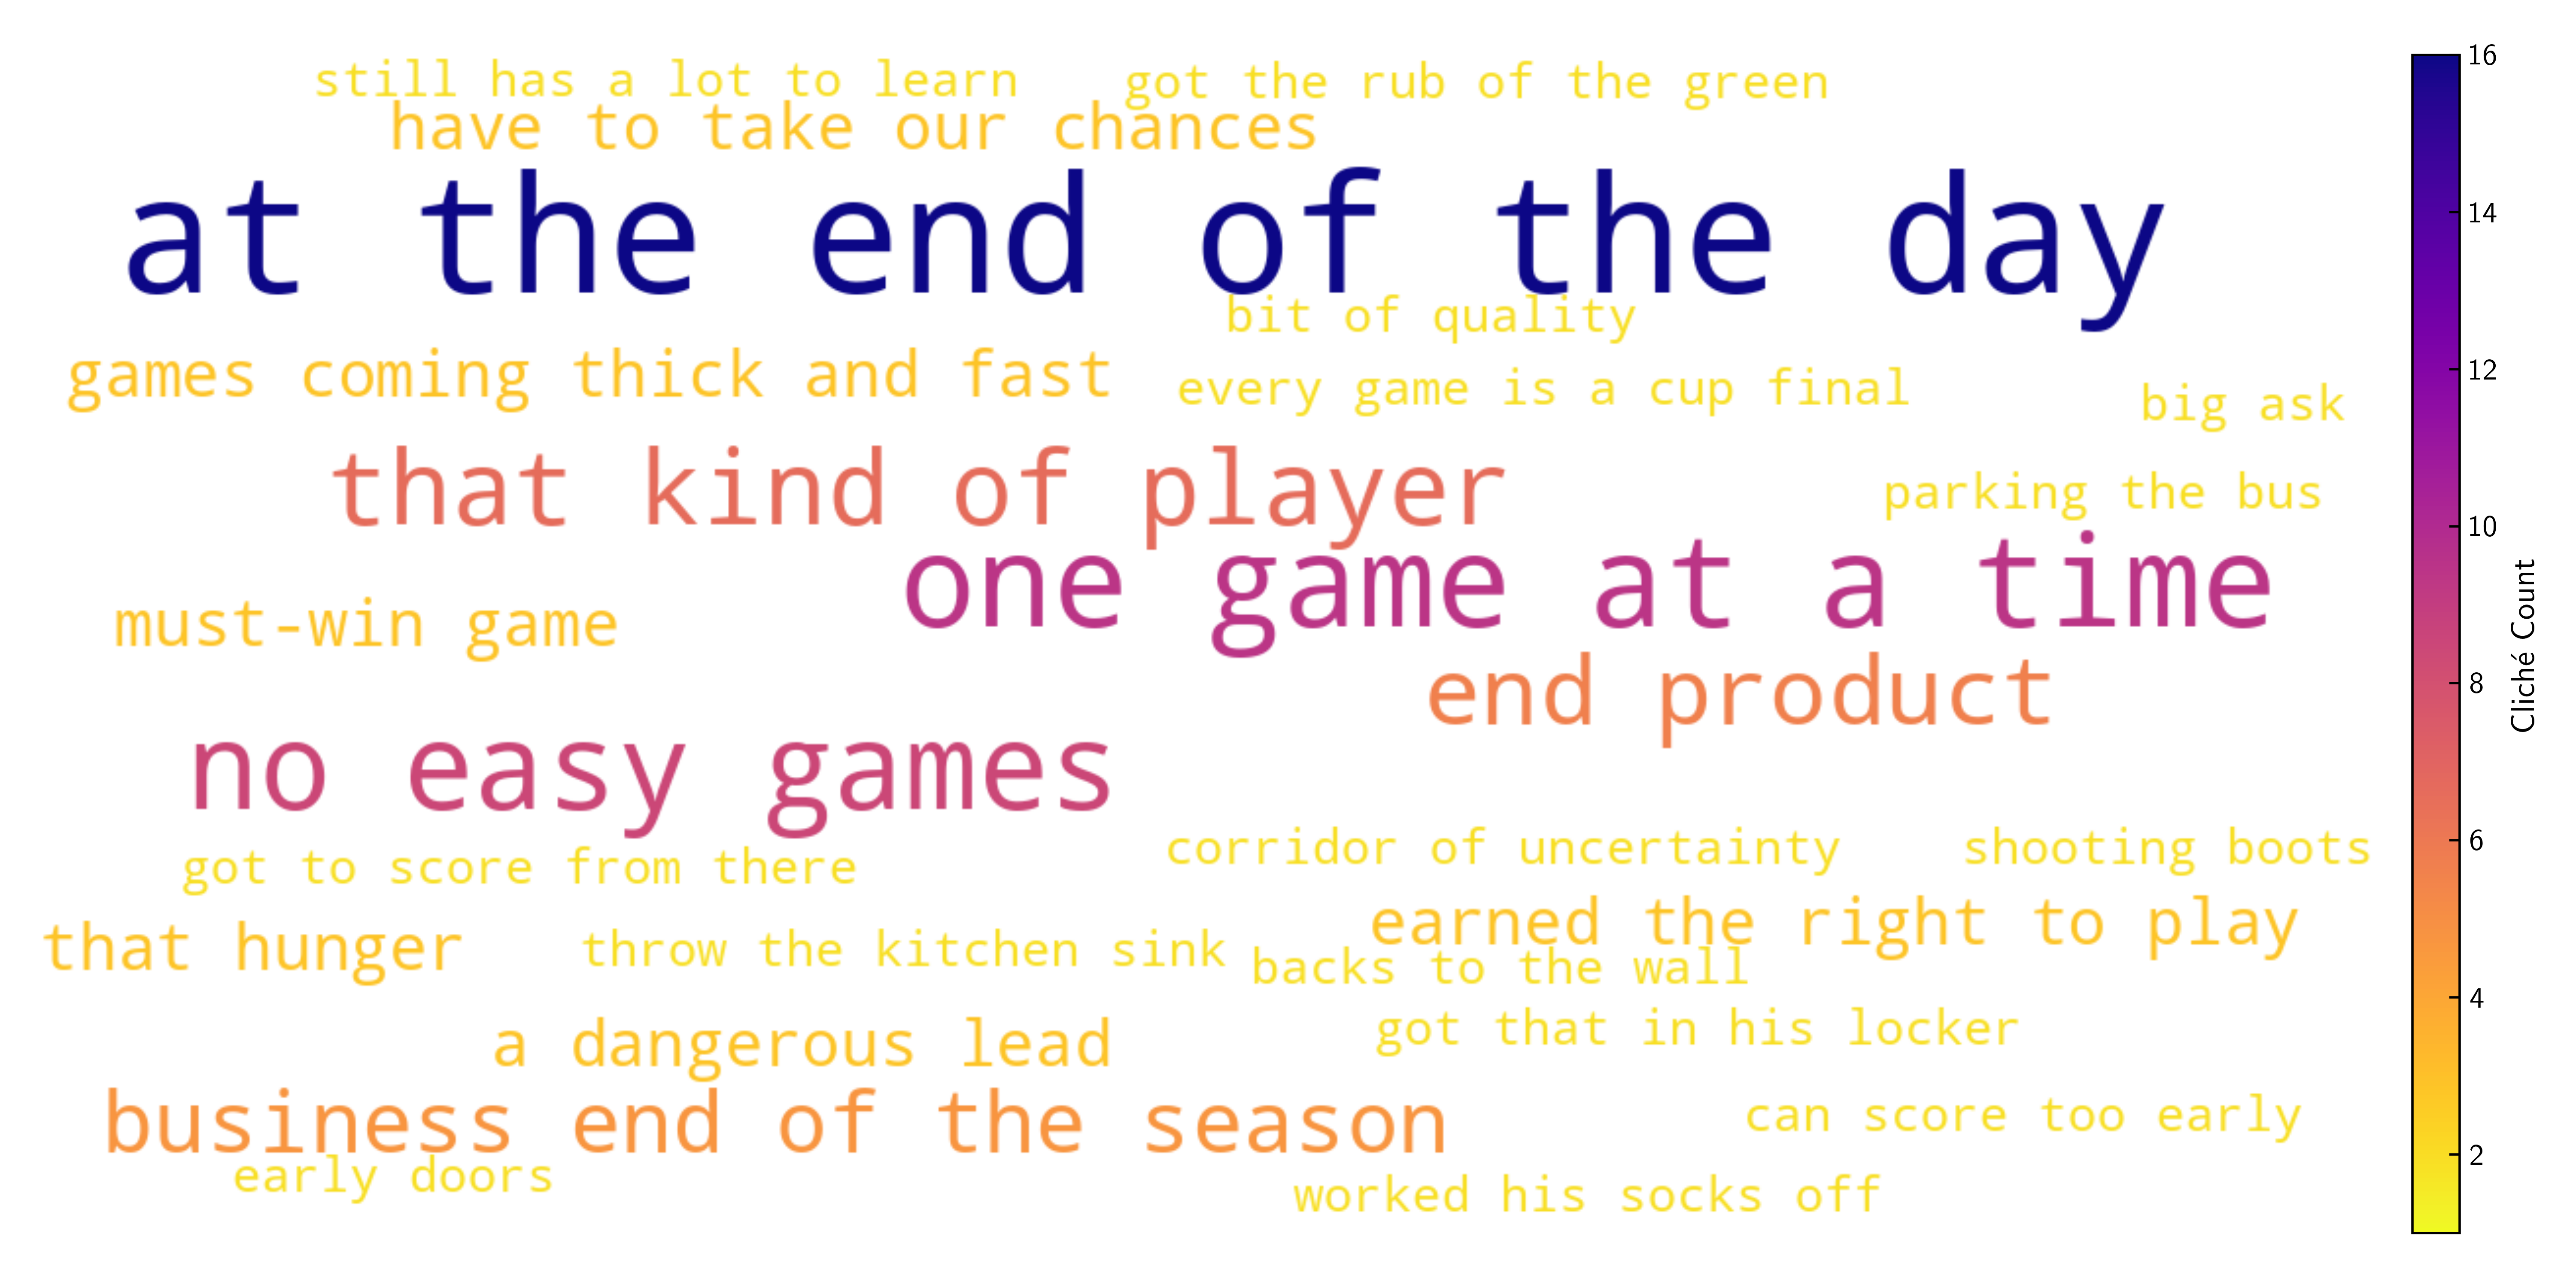 still has a lot to learn
got the rub of the green
have to take our chances
at the end of the day
bit of quality
games coming thick and fast
every game is a cup final
big ask
that kind of player
parking the bus
one game at a time
must-win game
end product
no easy games
corridor of uncertainty
shooting boots
got to score from there
earned the right to play
that hunger
throw the kitchen sink
backs to the wall
got that in his locker
a dangerous lead
business end of the season
can score too early
early doors
worked his socks off
16
14
12
10
8
6
4
2
Cliché Count